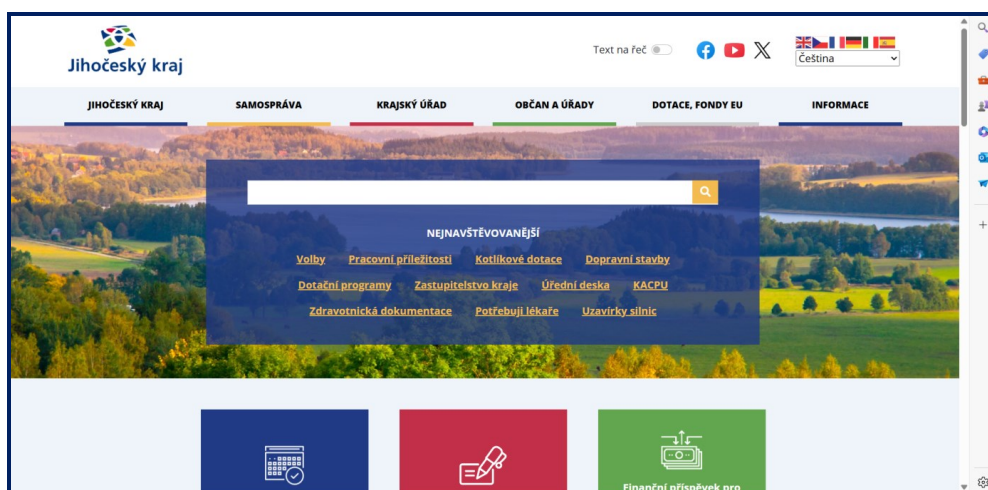 Jihočeský kraj
Text na řeč
Čeština
JIHOČESKÝ KRAJ SAMOSPRÁVA KRAJSKÝ ÚŘAD OBČAN A ÚŘADY DOTACE, FONDY EU INFORMACE
NEJNAVŠTĚVOVANĚJŠÍ
Volby Pracovní příležitosti Kotlíkové dotace Dopravní stavby
Dotační programy Zastupitelstvo kraje Úřední deska KACPU
Zdravotnická dokumentace Potřebuji lékaře Uzavírky silnic
Finanční příspěvek pro